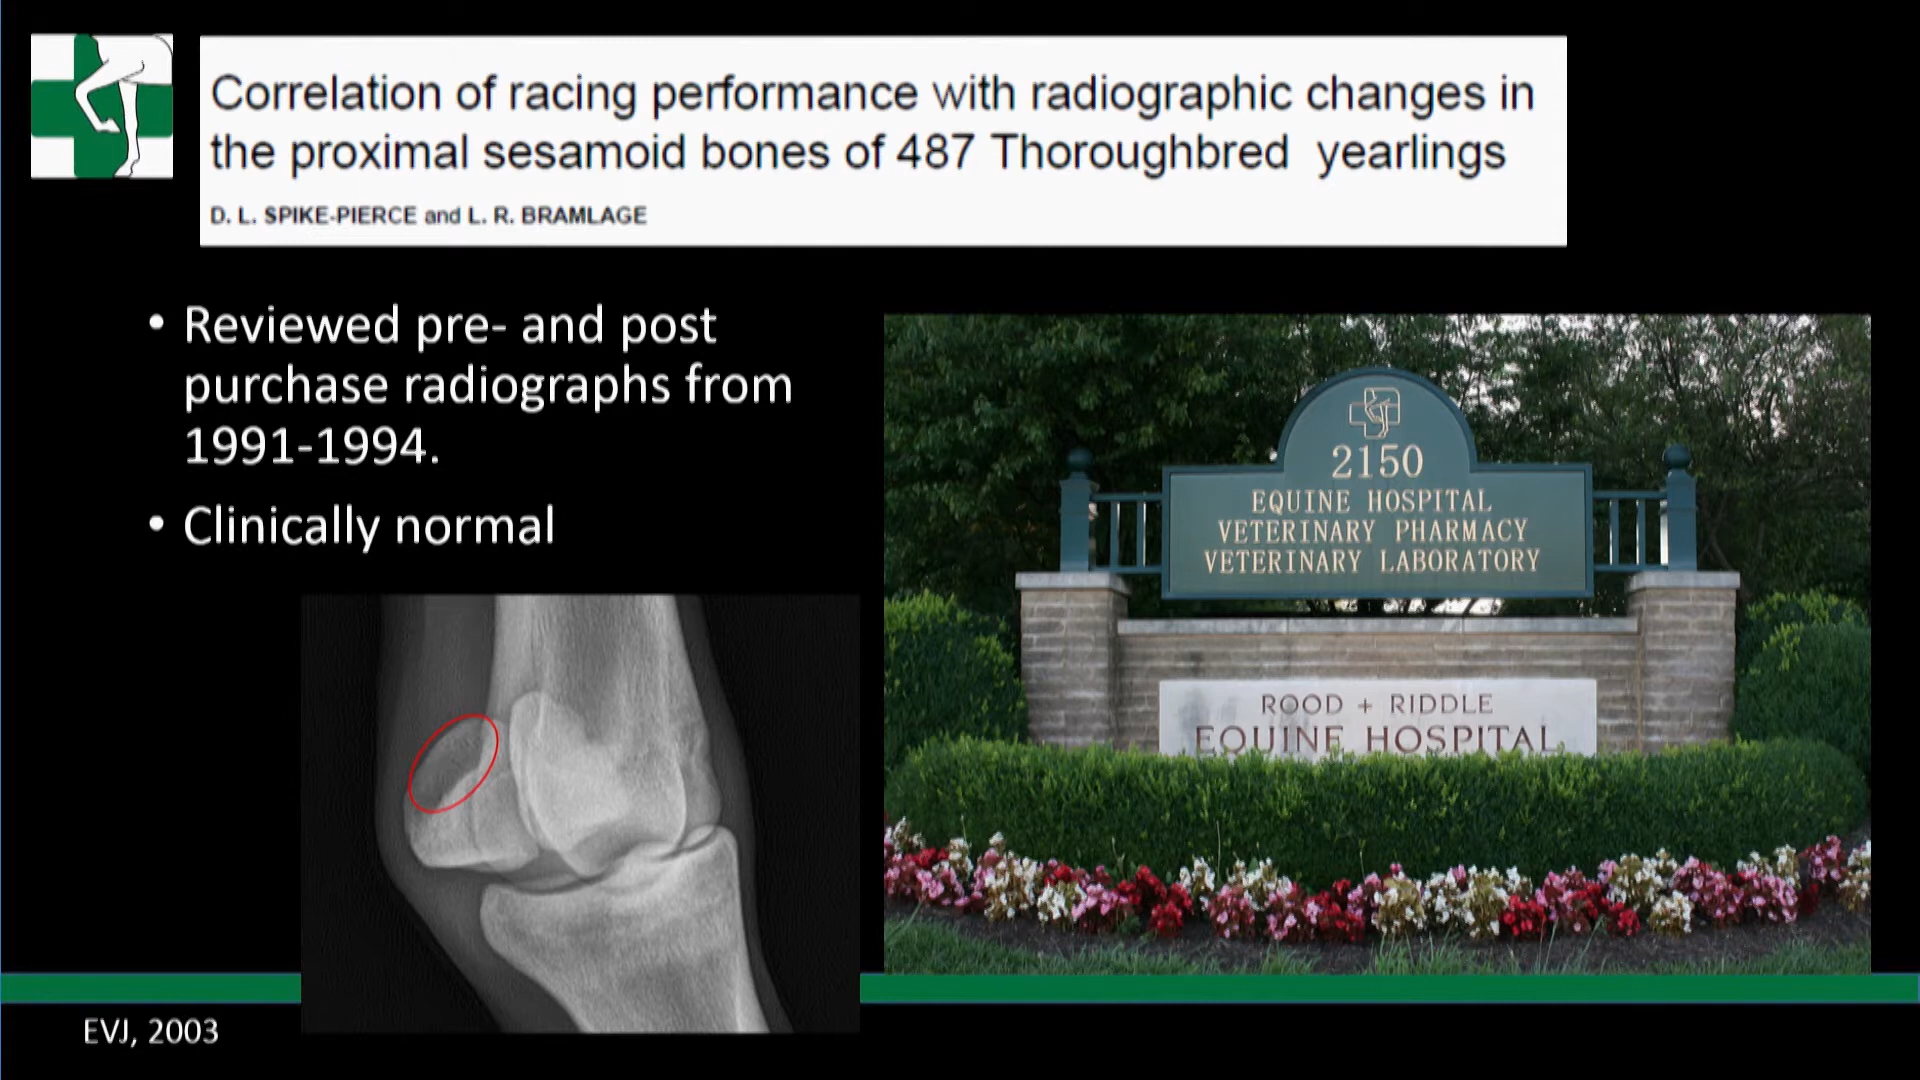 Correlation of racing performance with radiographic changes in
the proximal sesamoid bones of 487 Thoroughbred yearlings
D. L. SPIKE-PIERCE and L. R. BRAMLAGE
• Reviewed pre- and post
purchase radiographs from
1991-1994.
• Clinically normal
2150
EQUINE HOSPITAL
VETERINARY PHARMACY
VETERINARY LABORATORY
ROOD + RIDDLE
EQUINE HOSPITAL
EVJ, 2003